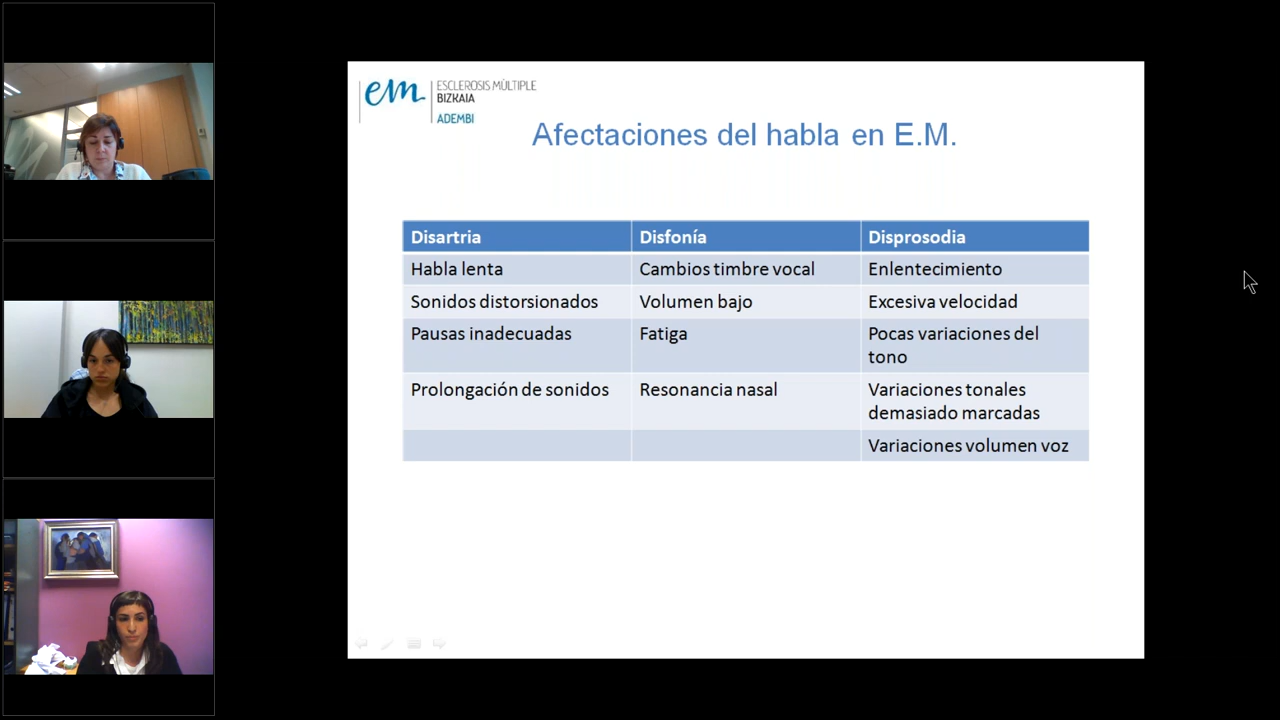 em
ESCLEROSIS MÚLTIPLE
BIZKAIA
ADEMBI
Afectaciones del habla en E.M.
Disartria Disfonía Disprosodia
Habla lenta Cambios timbre vocal Enlentecimiento
Sonidos distorsionados Volumen bajo Excesiva velocidad
Pausas inadecuadas Fatiga Pocas variaciones del
tono
Prolongación de sonidos Resonancia nasal Variaciones tonales
demasiado marcadas
Variaciones volumen voz